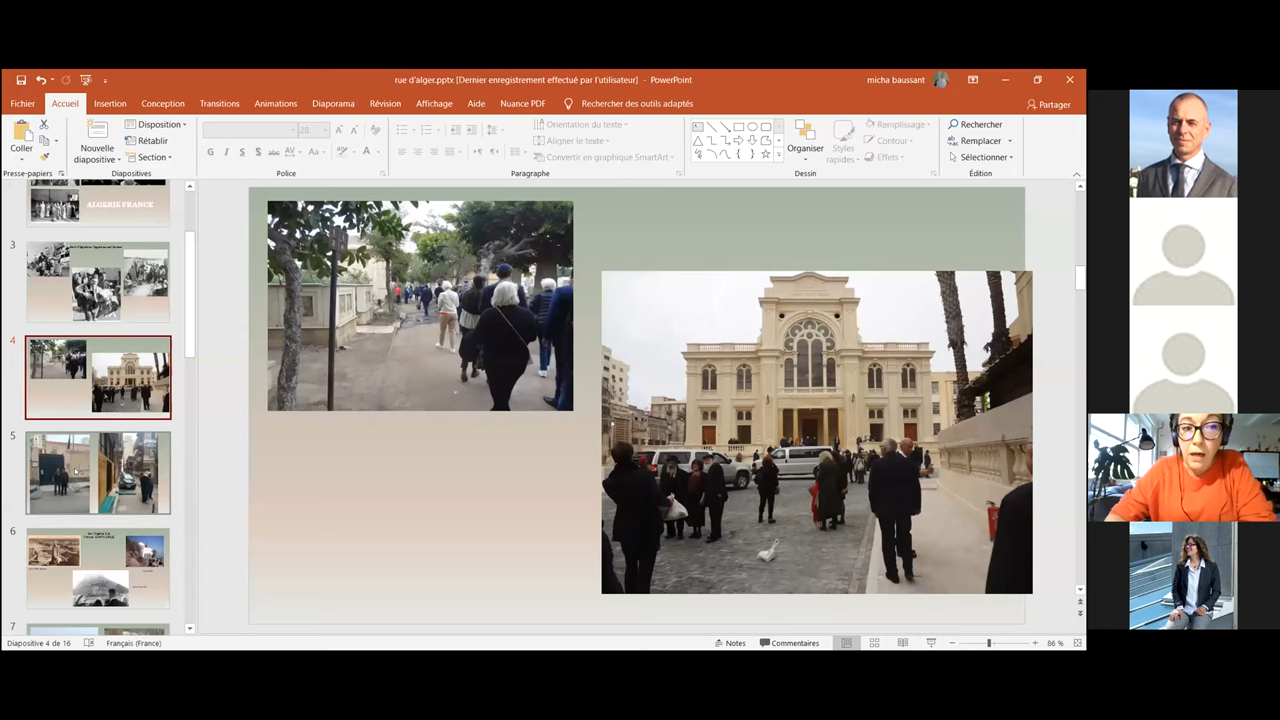 rue d'alger.pptx [Dernier enregistrement effectué par l'utilisateur] - PowerPoint
micha baussant
Fichier Accueil Insertion Conception Transitions Animations Diaporama Révision Affichage Aide Nuance PDF Rechercher des outils adaptés
Partager
Coller
Nouvelle diapositive
Disposition
Rétablir
Section
28
G I S S abc AV Aa A
Orientation du texte
Aligner le texte
Convertir en graphique SmartArt
Organiser
Styles rapides
Remplissage
Contour
Effets
Rechercher
Remplacer
Sélectionner
Presse-papiers Diapositives Police Paragraphe Dessin Édition
ALGERIE FRANCE
3
4
5
6
7
Diapositive 4 de 16 Français (France) Notes Commentaires 86 %